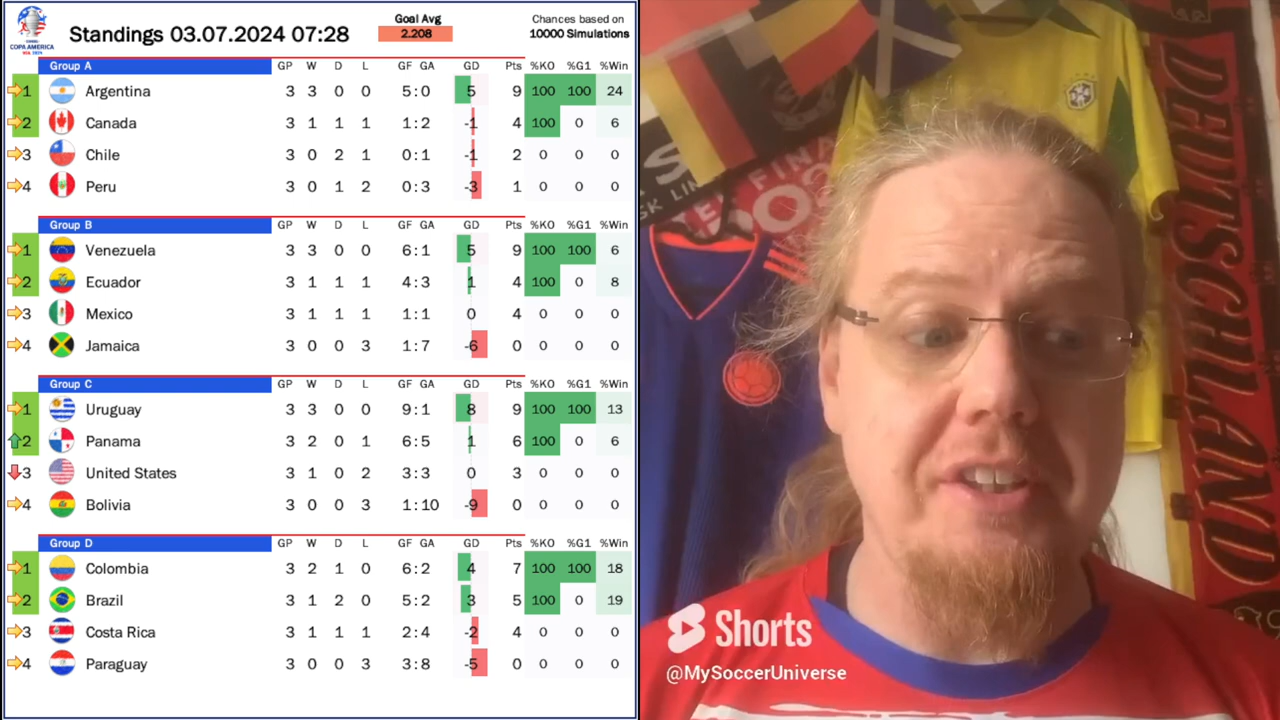 COPA AMERICA
Standings 03.07.2024 07:28
Goal Avg
2.208
Chances based on
10000 Simulations
Group A GP W D L GF GA GD Pts %KO %G1 %Win
1 Argentina 3 3 0 0 5:0 5 9 100 100 24
2 Canada 3 1 1 1 1:2 -1 4 100 0 6
3 Chile 3 0 2 1 0:1 -1 2 0 0 0
4 Peru 3 0 1 2 0:3 -3 1 0 0 0
Group B GP W D L GF GA GD Pts %KO %G1 %Win
1 Venezuela 3 3 0 0 6:1 5 9 100 100 6
2 Ecuador 3 1 1 1 4:3 1 4 100 0 8
3 Mexico 3 1 1 1 1:1 0 4 0 0 0
4 Jamaica 3 0 0 3 1:7 -6 0 0 0 0
Group C GP W D L GF GA GD Pts %KO %G1 %Win
1 Uruguay 3 3 0 0 9:1 8 9 100 100 13
2 Panama 3 2 0 1 6:5 1 6 100 0 6
3 United States 3 1 0 2 3:3 0 3 0 0 0
4 Bolivia 3 0 0 3 1:10 -9 0 0 0 0
Group D GP W D L GF GA GD Pts %KO %G1 %Win
1 Colombia 3 2 1 0 6:2 4 7 100 100 18
2 Brazil 3 1 2 0 5:2 3 5 100 0 19
3 Costa Rica 3 1 1 1 2:4 -2 4 0 0 0
4 Paraguay 3 0 0 3 3:8 -5 0 0 0 0
DEUTSCHLAND
Shorts
@MySoccerUniverse